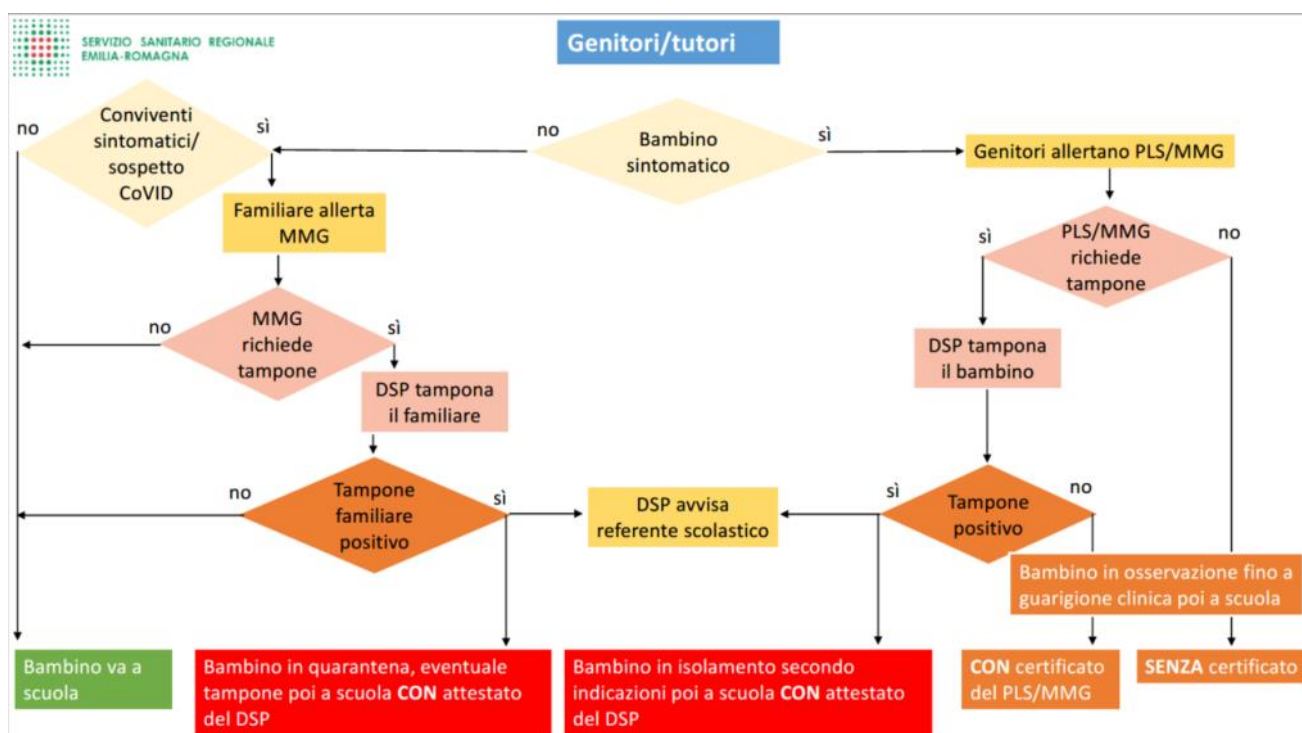 SERVIZIO SANITARIO REGIONALE
EMILIA-ROMAGNA
Genitori/tutori
no
Conviventi
sintomatici/
sospetto
CoVID
sì
no
Bambino
sintomatico
sì
Genitori allertano PLS/MMG
Familiare allerta
MMG
sì
PLS/MMG
richiede
tampone
no
no
MMG
richiede
tampone
sì
DSP tampona
il bambino
DSP tampona
il familiare
no
Tampone
familiare
positivo
sì
DSP avvisa
referente scolastico
sì
Tampone
positivo
no
Bambino in osservazione fino a
guarigione clinica poi a scuola
Bambino va a
scuola
Bambino in quarantena, eventuale
tampone poi a scuola CON attestato
del DSP
Bambino in isolamento secondo
indicazioni poi a scuola CON attestato
del DSP
CON certificato
del PLS/MMG
SENZA certificato